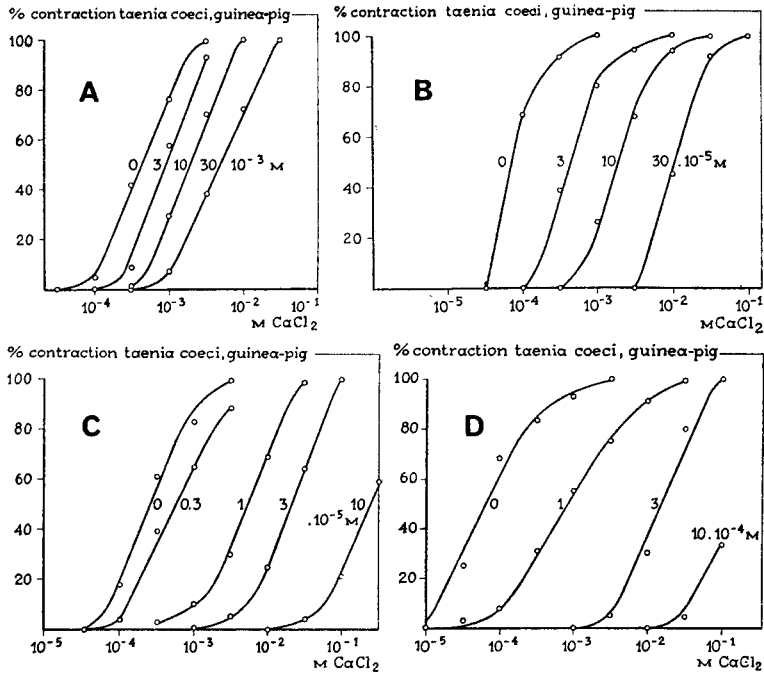 % contraction taenia coeci, guinea-pig
100
80
60
40
20
A
0 3 10 30 10⁻³ M
10⁻⁴ 10⁻³ 10⁻² 10⁻¹
M CaCl₂
% contraction taenia coeci, guinea-pig
100
80
60
40
20
B
0 3 10 30 .10⁻⁵M
10⁻⁵ 10⁻⁴ 10⁻³ 10⁻² 10⁻¹
MCaCl₂
% contraction taenia coeci, guinea-pig
100
80
60
40
20
C
0 0.3 1 3 10
.10⁻⁵M
10⁻⁵ 10⁻⁴ 10⁻³ 10⁻² 10⁻¹
M CaCl₂
% contraction taenia coeci, guinea-pig
100
80
60
40
20
D
0 1 3
10.10⁻⁴M
10⁻⁵ 10⁻⁴ 10⁻³ 10⁻² 10⁻¹
M CaCl₂